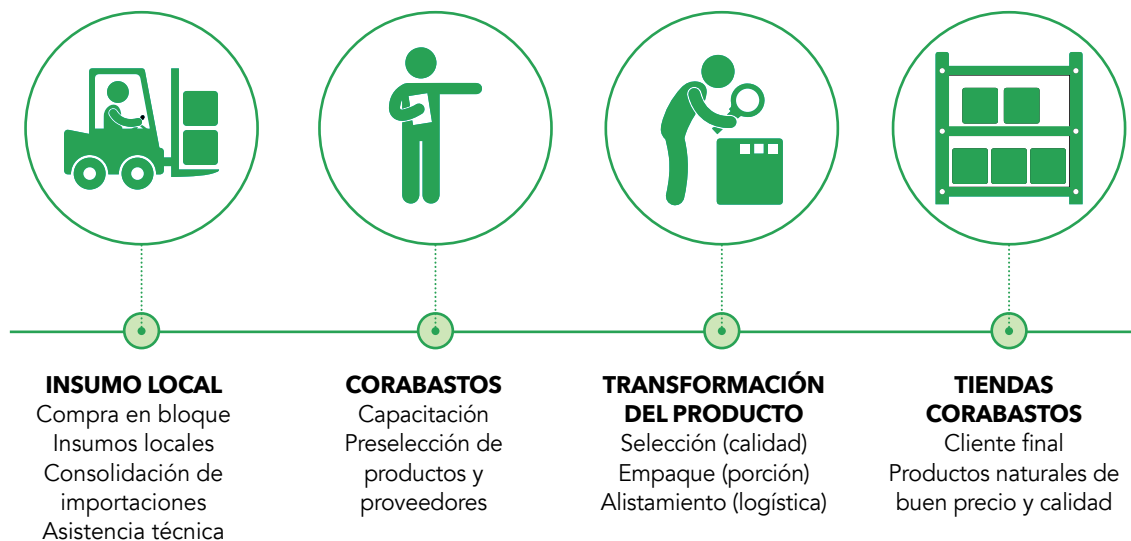 INSUMO LOCAL
Compra en bloque
Insumos locales
Consolidación de
importaciones
Asistencia técnica
CORABASTOS
Capacitación
Preselección de
productos y
proveedores
TRANSFORMACIÓN
DEL PRODUCTO
Selección (calidad)
Empaque (porción)
Alistamiento (logística)
TIENDAS
CORABASTOS
Cliente final
Productos naturales de
buen precio y calidad